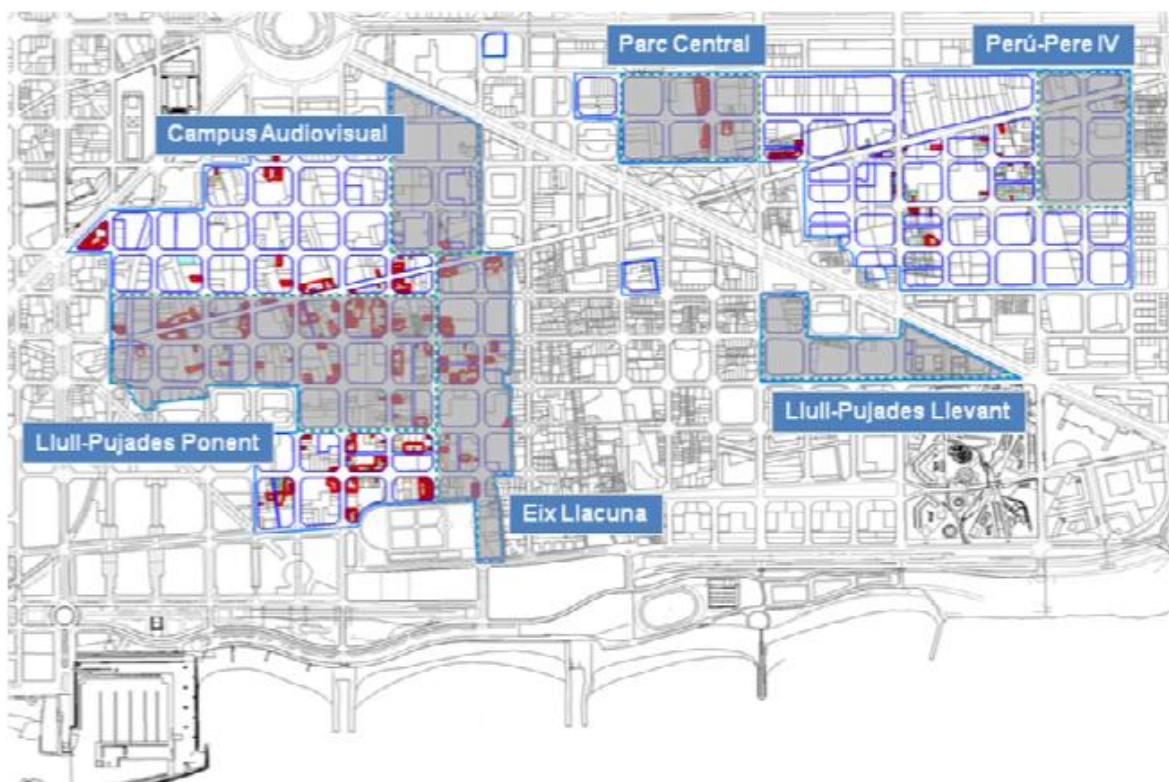 Parc Central
Perú-Pere IV
Campus Audiovisual
Llull-Pujades Llevant
Llull-Pujades Ponent
Eix Llacuna